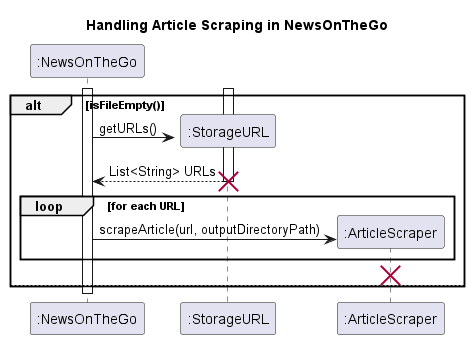 Handling Article Scraping in NewsOnTheGo
:NewsOnTheGo
alt [isFileEmpty()]
getURLs()
:StorageURL
List<String> URLs
loop [for each URL]
scrapeArticle(url, outputDirectoryPath)
:ArticleScraper
:NewsOnTheGo :StorageURL :ArticleScraper